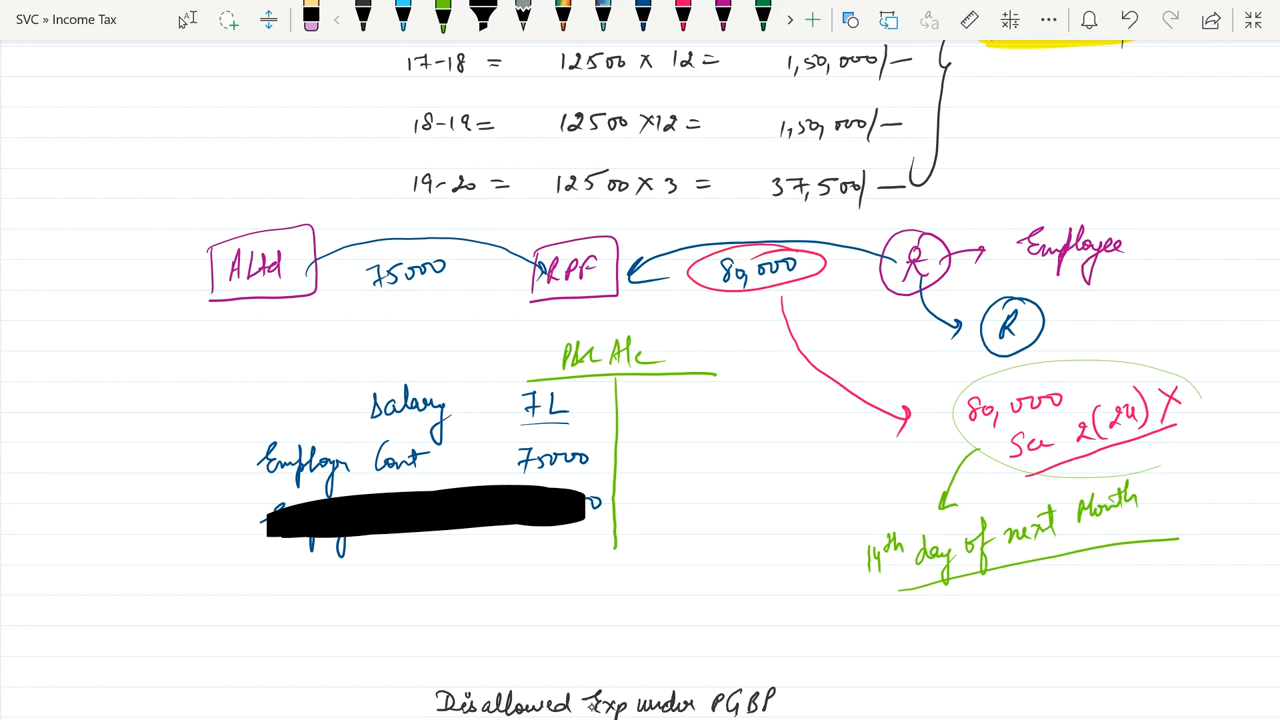 SVC » Income Tax
17-18 = 12500 × 12 = 1,50,000/-
18-19 = 12500 × 12 = 1,50,000/-
19-20 = 12500 × 3 = 37,500/-
A Ltd 75000 RPF 80,000 R Employee
R
P&L A/c
Salary 7L
Employer Cont 75000
80,000
Sec 2(24) X
14th day of next Month
Disallowed Exp under PGBP